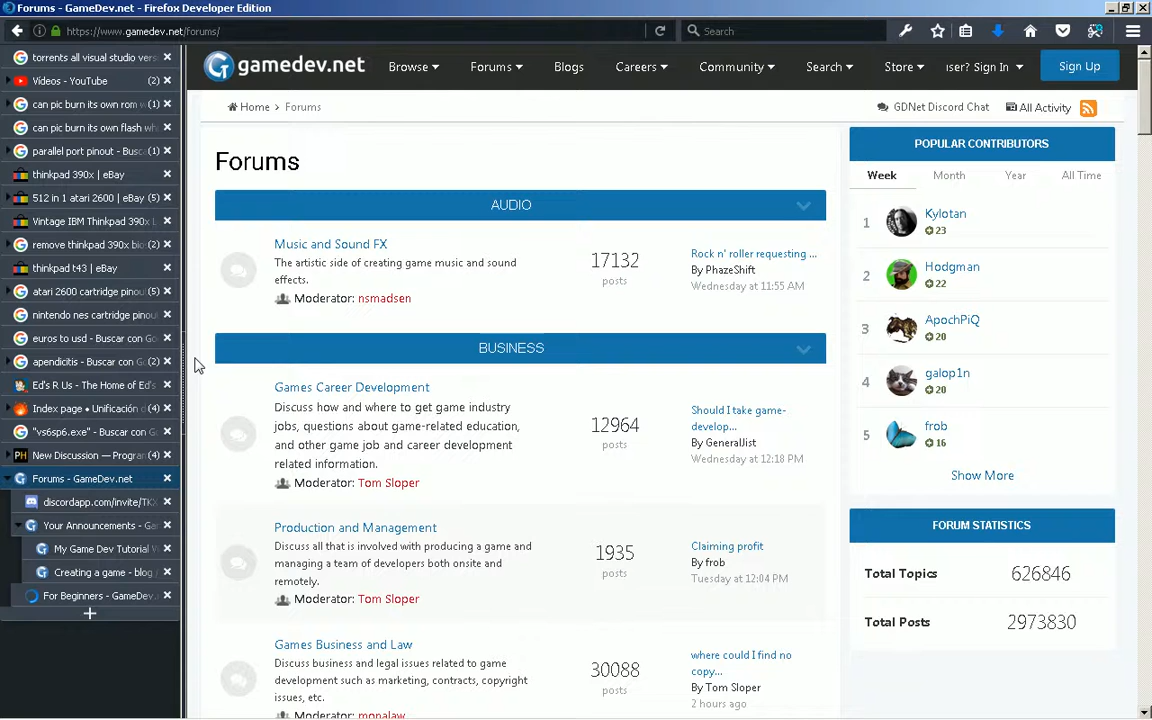 Forums - GameDev.net - Firefox Developer Edition
https://www.gamedev.net/forums/
Search
torrents all visual studio vers
Vídeos - YouTube (2)
can pic burn its own rom w (1)
can pic burn its own flash wh
parallel port pinout - Busc (1)
thinkpad 390x | eBay
512 in 1 atari 2600 | eBay (5)
Vintage IBM Thinkpad 390x L
remove thinkpad 390x bio (2)
thinkpad t43 | eBay
atari 2600 cartridge pinou (5)
nintendo nes cartridge pinou
euros to usd - Buscar con Go
apendicitis - Buscar con G (2)
Ed's R Us - The Home of Ed's
Index page • Unificación d (4)
"vs6sp6.exe" - Buscar con Go
New Discussion — Program (4)
Forums - GameDev.net
discordapp.com/invite/TK
Your Announcements - Ga
My Game Dev Tutorial
Creating a game - blog
For Beginners - GameDev.
gamedev.net
Browse
Forums
Blogs
Careers
Community
Search
Store
user? Sign In
Sign Up
Home > Forums
GDNet Discord Chat
All Activity
Forums
AUDIO
Music and Sound FX
The artistic side of creating game music and sound
effects.
Moderator: nsmadsen
17132
posts
Rock n' roller requesting ...
By PhazeShift
Wednesday at 11:55 AM
BUSINESS
Games Career Development
Discuss how and where to get game industry
jobs, questions about game-related education,
and other game job and career development
related information.
Moderator: Tom Sloper
12964
posts
Should I take game-
develop...
By GeneralJist
Wednesday at 12:18 PM
Production and Management
Discuss all that is involved with producing a game and
managing a team of developers both onsite and
remotely.
Moderator: Tom Sloper
1935
posts
Claiming profit
By frob
Tuesday at 12:04 PM
Games Business and Law
Discuss business and legal issues related to game
development such as marketing, contracts, copyright
issues, etc.
Moderator: monalaw
30088
posts
where could I find no
copy...
By Tom Sloper
2 hours ago
POPULAR CONTRIBUTORS
Week
Month
Year
All Time
1
Kylotan
23
2
Hodgman
22
3
ApochPiQ
20
4
galop1n
20
5
frob
16
Show More
FORUM STATISTICS
Total Topics 626846
Total Posts 2973830